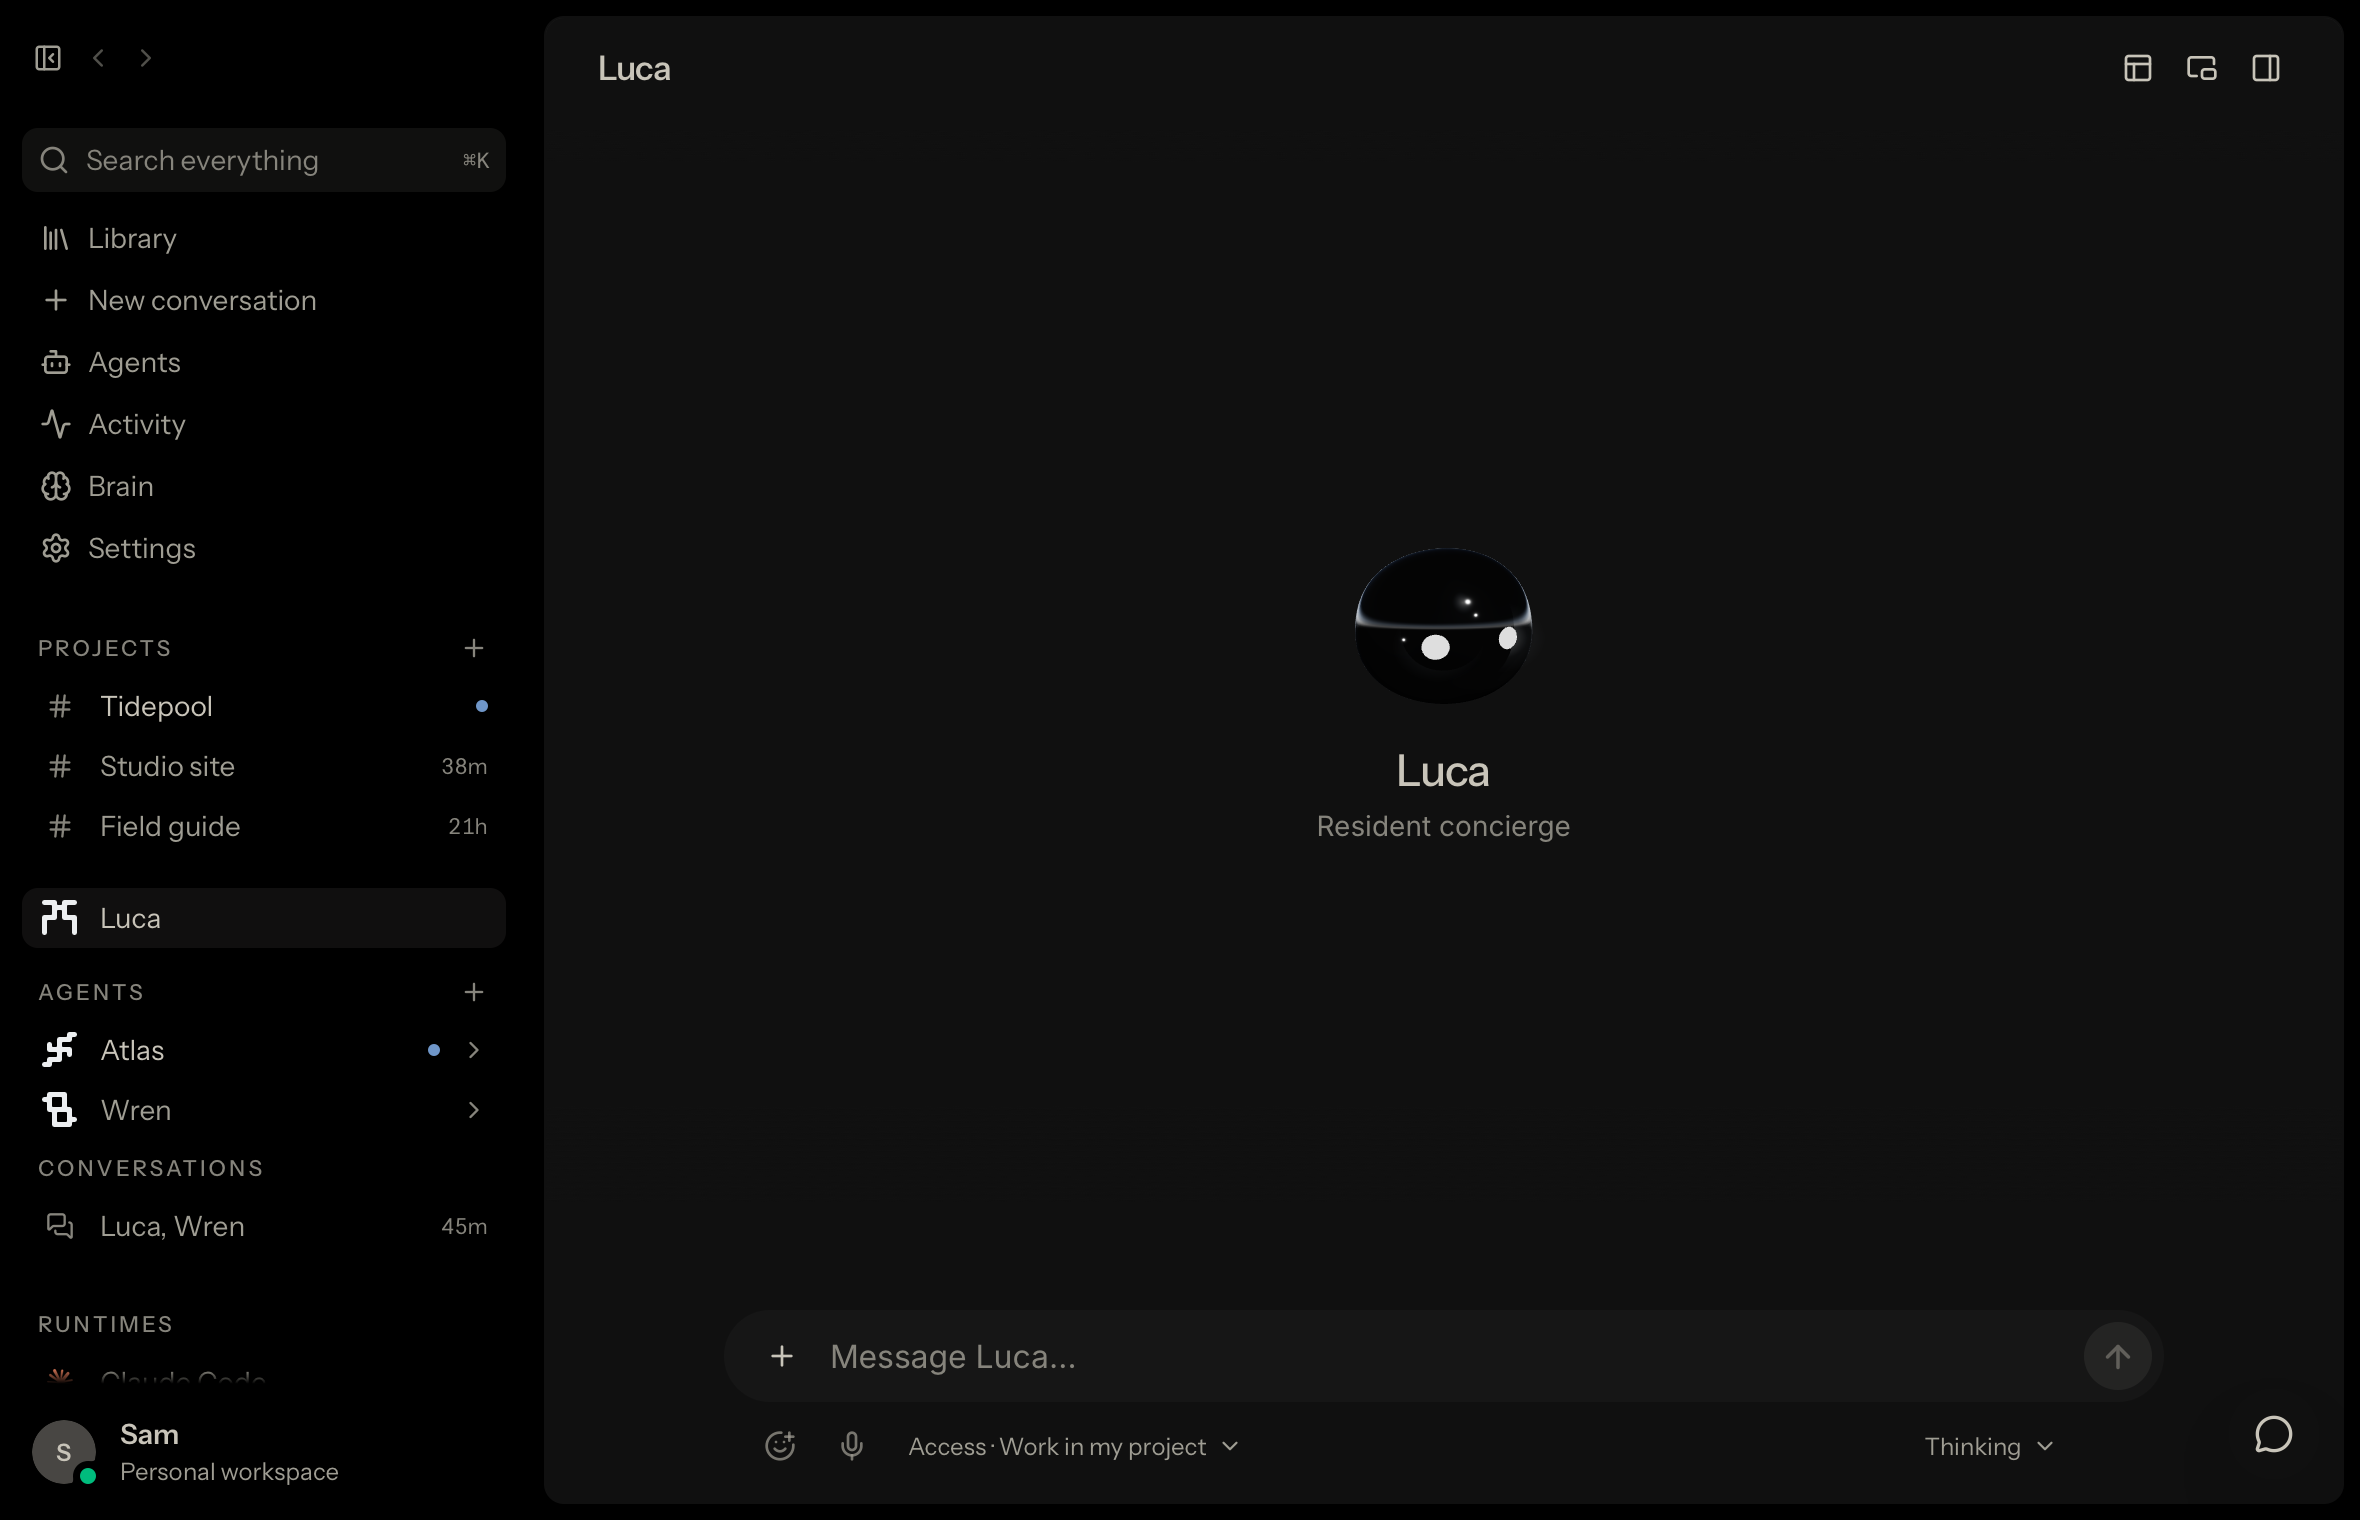 Search everything ⌘K
Library
New conversation
Agents
Activity
Brain
Settings
PROJECTS
Tidepool
Studio site 38m
Field guide 21h
Luca
AGENTS
Atlas
Wren
CONVERSATIONS
Luca, Wren 45m
RUNTIMES
Claude Code
S
Sam
Personal workspace
Luca
Luca
Resident concierge
Message Luca...
Access · Work in my project
Thinking